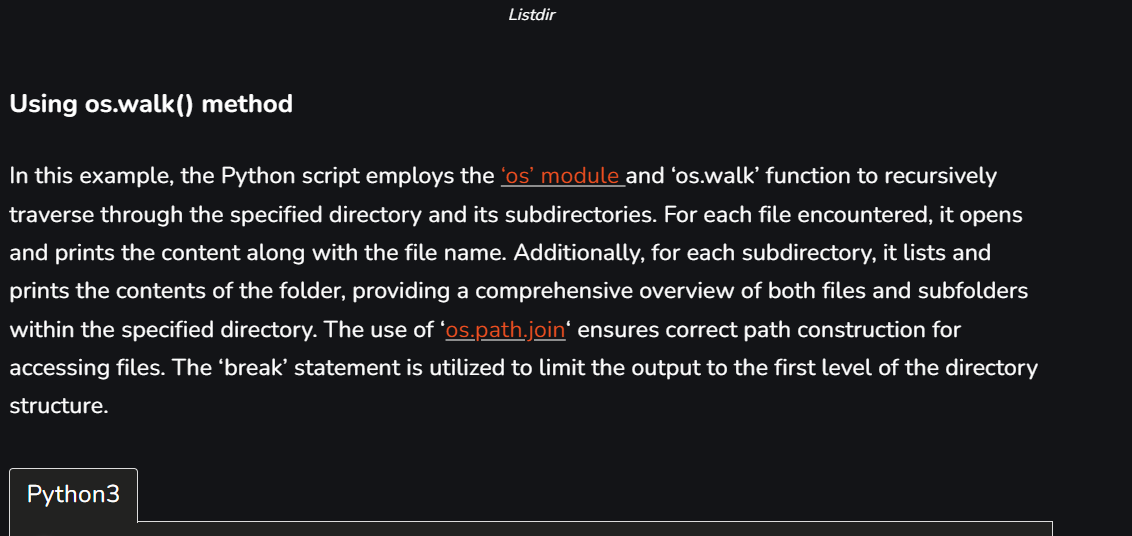 Listdir
Using os.walk() method
In this example, the Python script employs the ‘os’ module and ‘os.walk’ function to recursively
traverse through the specified directory and its subdirectories. For each file encountered, it opens
and prints the content along with the file name. Additionally, for each subdirectory, it lists and
prints the contents of the folder, providing a comprehensive overview of both files and subfolders
within the specified directory. The use of ‘os.path.join‘ ensures correct path construction for
accessing files. The ‘break’ statement is utilized to limit the output to the first level of the directory
structure.
Python3